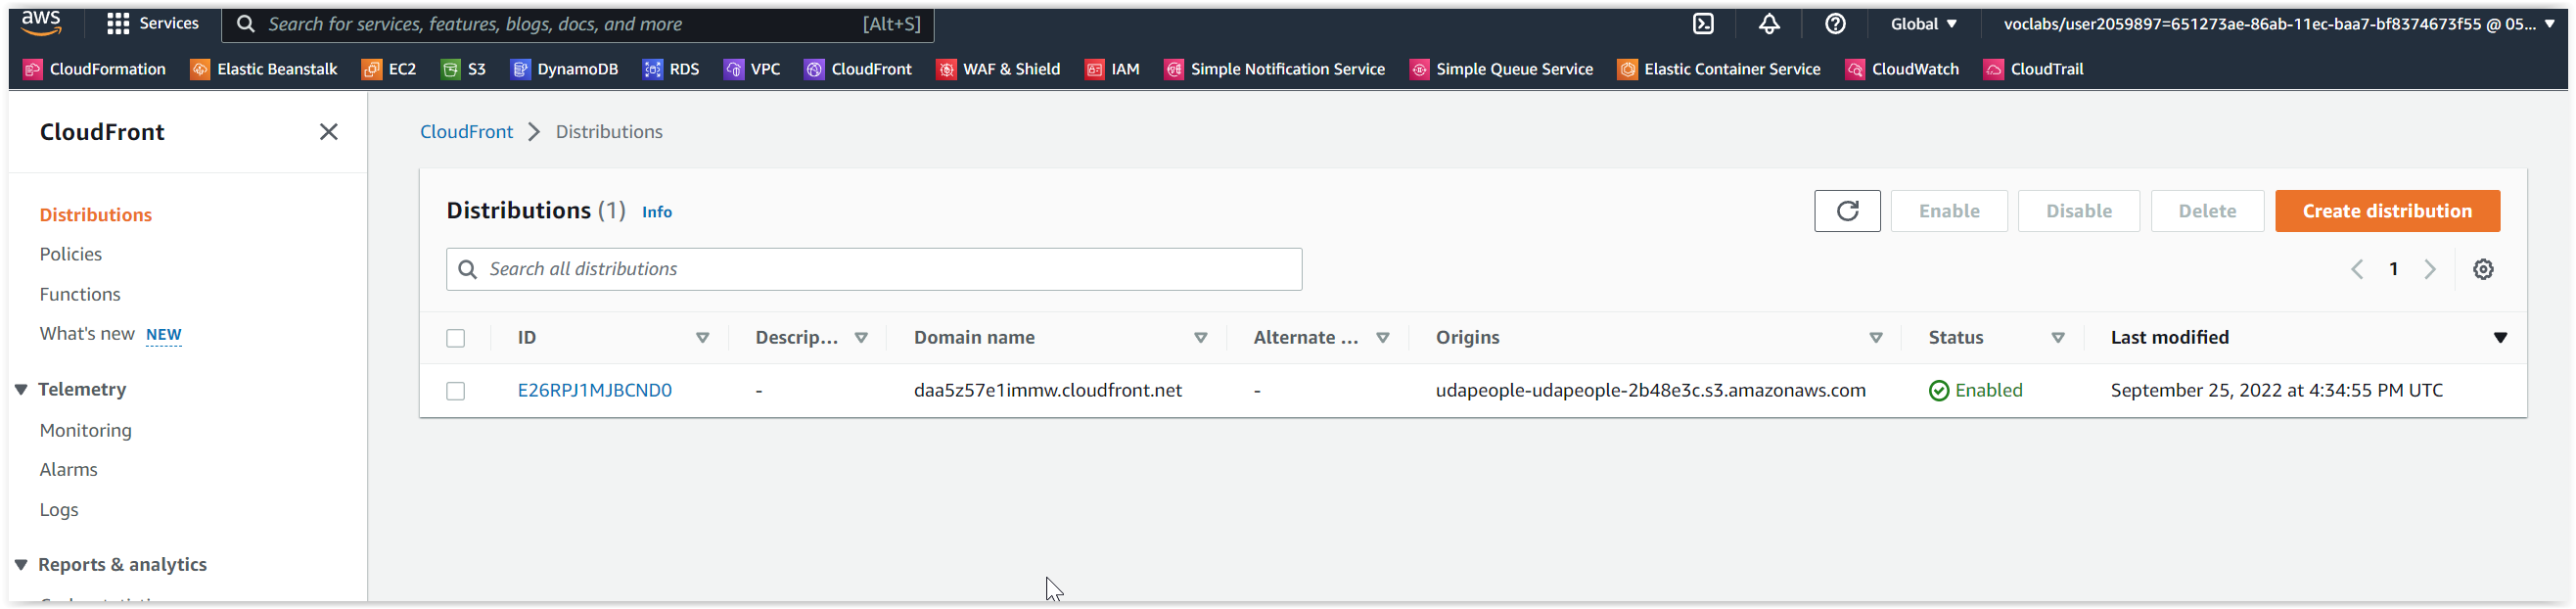 aws Services Search for services, features, blogs, docs, and more [Alt+S] Global voclabs/user2059897=651273ae-86ab-11ec-baa7-bf8374673f55 @ 05...
CloudFormation Elastic Beanstalk EC2 S3 DynamoDB RDS VPC CloudFront WAF & Shield IAM Simple Notification Service Simple Queue Service Elastic Container Service CloudWatch CloudTrail
CloudFront
Distributions
Policies
Functions
What's new NEW
Telemetry
Monitoring
Alarms
Logs
Reports & analytics
CloudFront Distributions
Distributions (1) Info Enable Disable Delete Create distribution
Search all distributions 1
ID Descrip... Domain name Alternate ... Origins Status Last modified
E26RPJ1MJBCND0 - daa5z57e1immw.cloudfront.net - udapeople-udapeople-2b48e3c.s3.amazonaws.com Enabled September 25, 2022 at 4:34:55 PM UTC